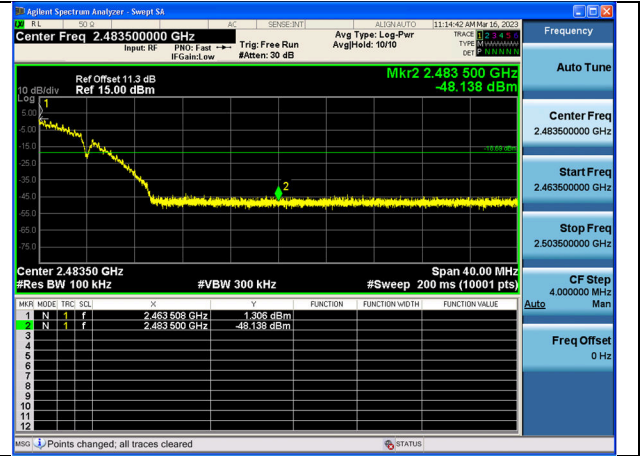 Agilent Spectrum Analyzer - Swept SA
RL 50 Ω AC SENSE:INT ALIGN AUTO 11:14:42 AM Mar 16, 2023
Center Freq 2.483500000 GHz
Input: RF PNO: Fast IFGain:Low
Trig: Free Run #Atten: 30 dB
Avg Type: Log-Pwr Avg|Hold: 10/10
TRACE 1 2 3 4 5 6
TYPE M
DET P N N N N N
Frequency
Mkr2 2.483 500 GHz
-48.138 dBm
Ref Offset 11.3 dB
10 dB/div Ref 15.00 dBm
Log
1
5.00
-5.00
-15.0
-18.69 dBm
-25.0
-35.0
2
-45.0
-55.0
-65.0
-75.0
Center 2.48350 GHz Span 40.00 MHz
#Res BW 100 kHz #VBW 300 kHz #Sweep 200 ms (10001 pts)
MKR MODE TRC SCL X Y FUNCTION FUNCTION WIDTH FUNCTION VALUE
1 N 1 f 2.463 508 GHz 1.306 dBm
2 N 1 f 2.483 500 GHz -48.138 dBm
3
4
5
6
7
8
9
10
11
12
MSG Points changed; all traces cleared STATUS
Auto Tune
Center Freq
2.483500000 GHz
Start Freq
2.463500000 GHz
Stop Freq
2.503500000 GHz
CF Step
4.000000 MHz
Auto Man
Freq Offset
0 Hz